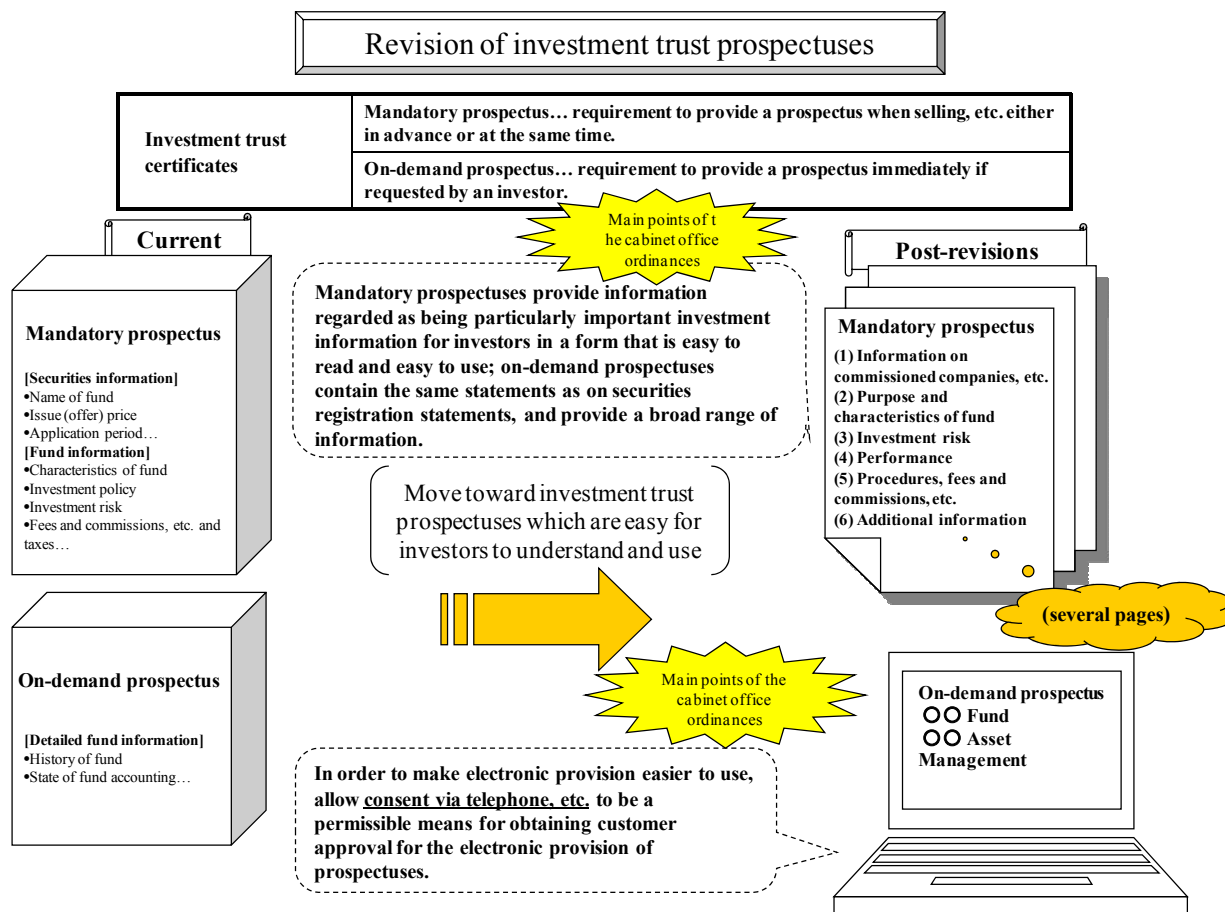 Revision of investment trust prospectuses
Investment trust
certificates
Mandatory prospectus… requirement to provide a prospectus when selling, etc. either
in advance or at the same time.
On-demand prospectus… requirement to provide a prospectus immediately if
requested by an investor.
Main points of t
he cabinet office
ordinances
Current
Mandatory prospectus
[Securities information]
•Name of fund
•Issue (offer) price
•Application period…
[Fund information]
•Characteristics of fund
•Investment policy
•Investment risk
•Fees and commissions, etc. and
taxes…
Mandatory prospectuses provide information
regarded as being particularly important investment
information for investors in a form that is easy to
read and easy to use; on-demand prospectuses
contain the same statements as on securities
registration statements, and provide a broad range of
information.
Move toward investment trust
prospectuses which are easy for
investors to understand and use
Post-revisions
Mandatory prospectus
(1) Information on
commissioned companies, etc.
(2) Purpose and
characteristics of fund
(3) Investment risk
(4) Performance
(5) Procedures, fees and
commissions, etc.
(6) Additional information
(several pages)
On-demand prospectus
[Detailed fund information]
•History of fund
•State of fund accounting…
Main points of the
cabinet office
ordinances
In order to make electronic provision easier to use,
allow consent via telephone, etc. to be a
permissible means for obtaining customer
approval for the electronic provision of
prospectuses.
On-demand prospectus
○○ Fund
○○ Asset
Management